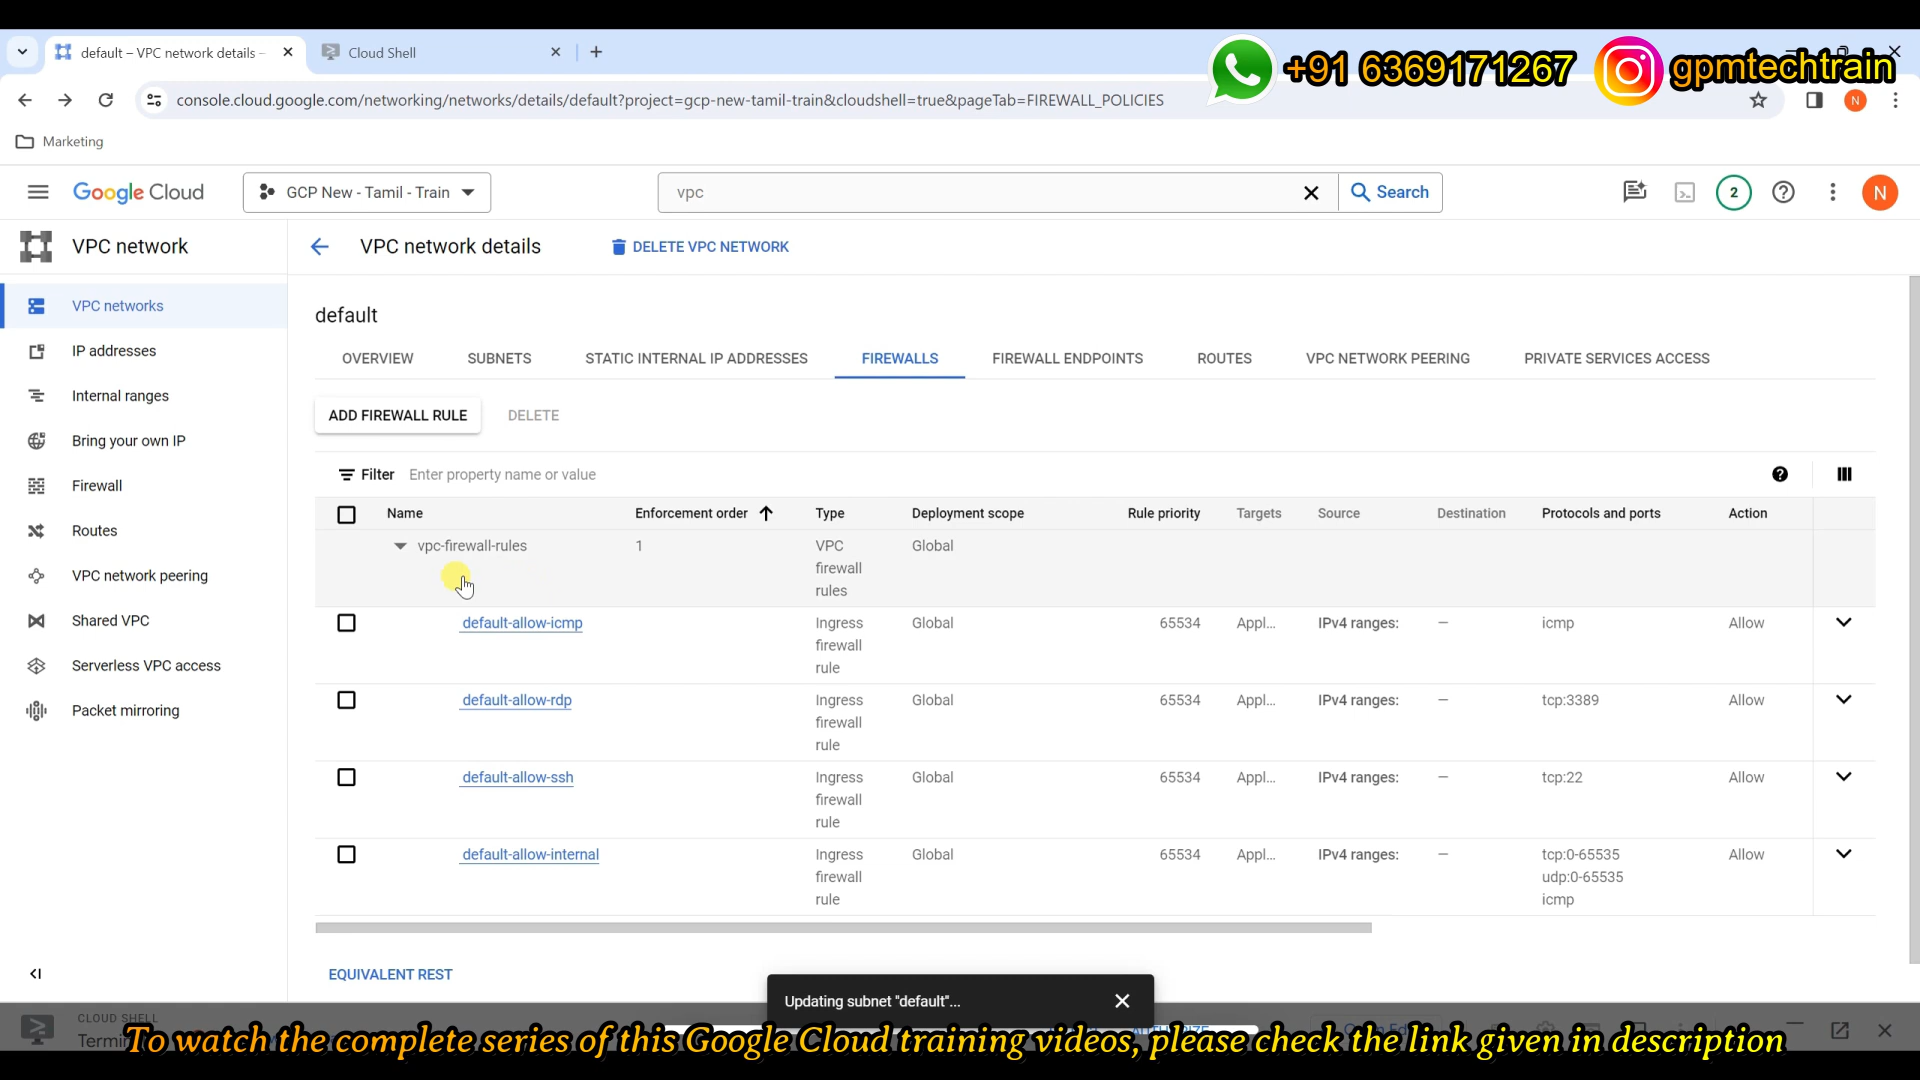 default – VPC network details –
Cloud Shell
+91 6369171267
gpmtechtrain
console.cloud.google.com/networking/networks/details/default?project=gcp-new-tamil-train&cloudshell=true&pageTab=FIREWALL_POLICIES
N
Marketing
Google Cloud
GCP New - Tamil - Train
vpc
Search
2
N
VPC network
VPC network details
DELETE VPC NETWORK
VPC networks
IP addresses
Internal ranges
Bring your own IP
Firewall
Routes
VPC network peering
Shared VPC
Serverless VPC access
Packet mirroring
default
OVERVIEW SUBNETS STATIC INTERNAL IP ADDRESSES FIREWALLS FIREWALL ENDPOINTS ROUTES VPC NETWORK PEERING PRIVATE SERVICES ACCESS
ADD FIREWALL RULE DELETE
Filter Enter property name or value
Name Enforcement order Type Deployment scope Rule priority Targets Source Destination Protocols and ports Action
vpc-firewall-rules 1 VPC firewall rules Global
default-allow-icmp Ingress firewall rule Global 65534 Appl... IPv4 ranges: — icmp Allow
default-allow-rdp Ingress firewall rule Global 65534 Appl... IPv4 ranges: — tcp:3389 Allow
default-allow-ssh Ingress firewall rule Global 65534 Appl... IPv4 ranges: — tcp:22 Allow
default-allow-internal Ingress firewall rule Global 65534 Appl... IPv4 ranges: — tcp:0-65535 udp:0-65535 icmp Allow
EQUIVALENT REST
Updating subnet "default"...
CLOUD SHELL
To watch the complete series of this Google Cloud training videos, please check the link given in description